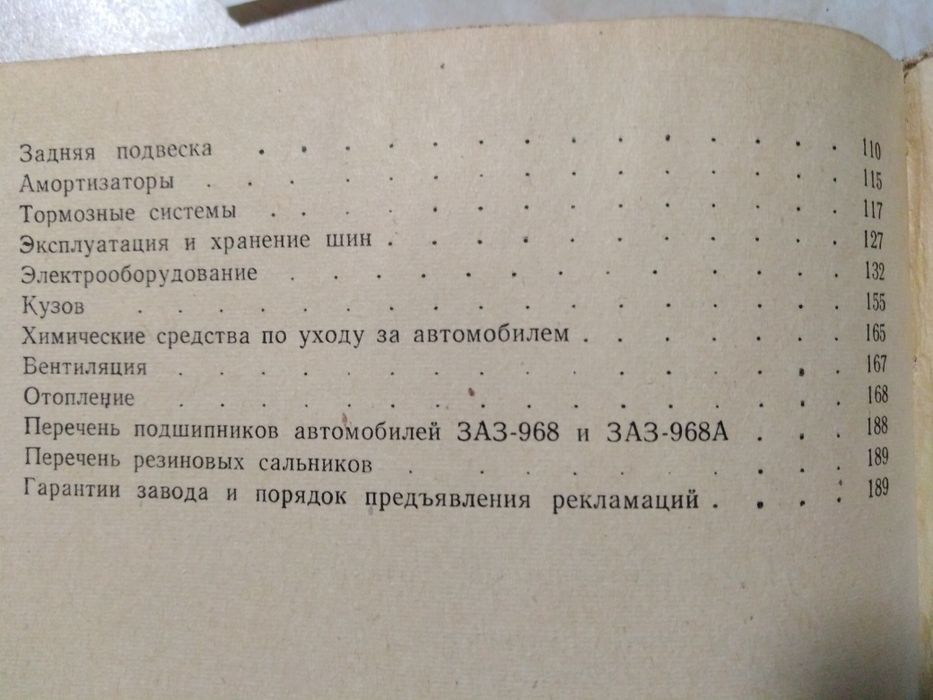 Задняя подвеска . . . . . . . . . . . . . . 110
Амортизаторы . . . . . . . . . . . . . . . 115
Тормозные системы . . . . . . . . . . . . . 117
Эксплуатация и хранение шин . . . . . . . . . . 127
Электрооборудование . . . . . . . . . . . . . 132
Кузов . . . . . . . . . . . . . . . . . 155
Химические средства по уходу за автомобилем . . . . . . 165
Вентиляция . . . . . . . . . . . . . . . 167
Отопление . . . . . . . . . . . . . . . 168
Перечень подшипников автомобилей ЗАЗ-968 и ЗАЗ-968А . . . 188
Перечень резиновых сальников . . . . . . . . . . 189
Гарантии завода и порядок предъявления рекламаций . . . . 189